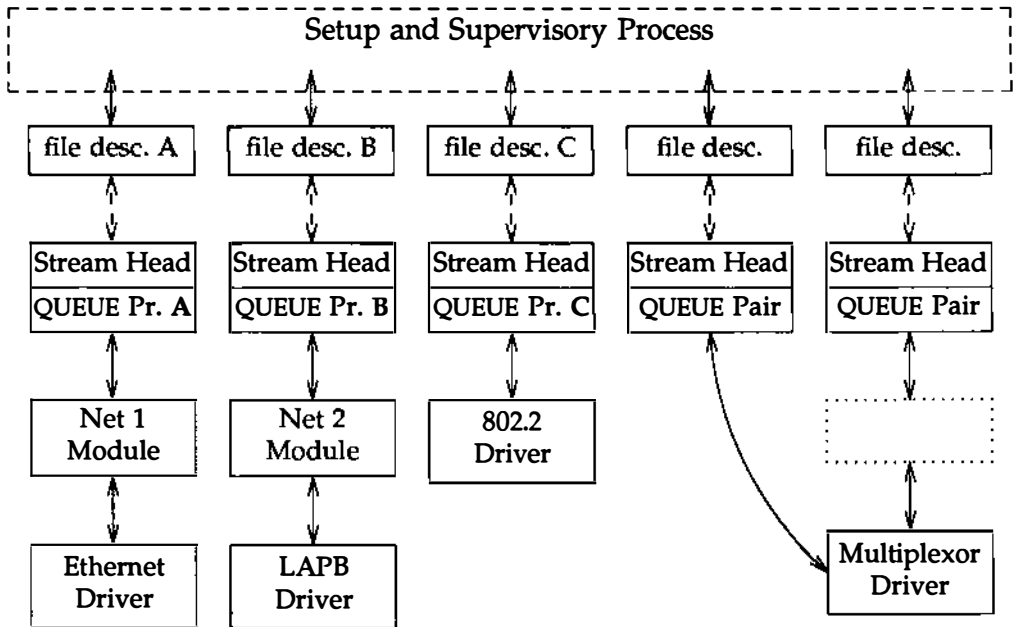 Setup and Supervisory Process
file desc. A
file desc. B
file desc. C
file desc.
file desc.
Stream Head
Stream Head
Stream Head
Stream Head
Stream Head
QUEUE Pr. A
QUEUE Pr. B
QUEUE Pr. C
QUEUE Pair
QUEUE Pair
Net 1
Module
Net 2
Module
802.2
Driver
Ethernet
Driver
LAPB
Driver
Multiplexor
Driver